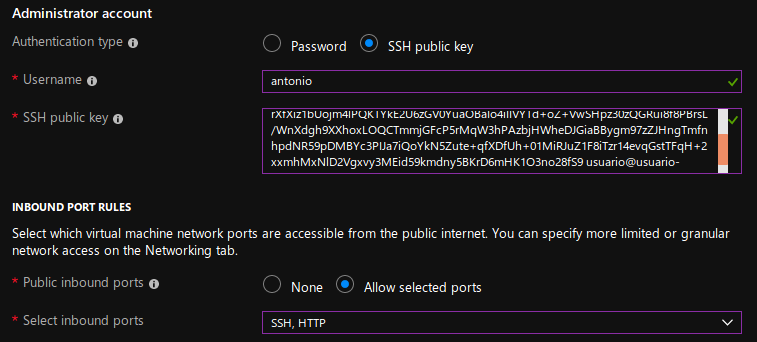 Administrator account
Authentication type
Password
SSH public key
* Username
antonio
* SSH public key
/WnXdgh9XXhoxLOQCTmmjGFcP5rMqW3hPAzbjHWheDJGiaBBygm97zZJHngTmfn
hpdNR59pDMBYc3PIJa7iQoYkN5Zute+qfXDfUh+01MiRJuZ1F8iTzr14evqGstTFqH+2
xxmhMxNlD2Vgxvy3MEid59kmdny5BKrD6mHK1O3no28fS9 usuario@usuario-
INBOUND PORT RULES
Select which virtual machine network ports are accessible from the public internet. You can specify more limited or granular
network access on the Networking tab.
* Public inbound ports
None
Allow selected ports
* Select inbound ports
SSH, HTTP